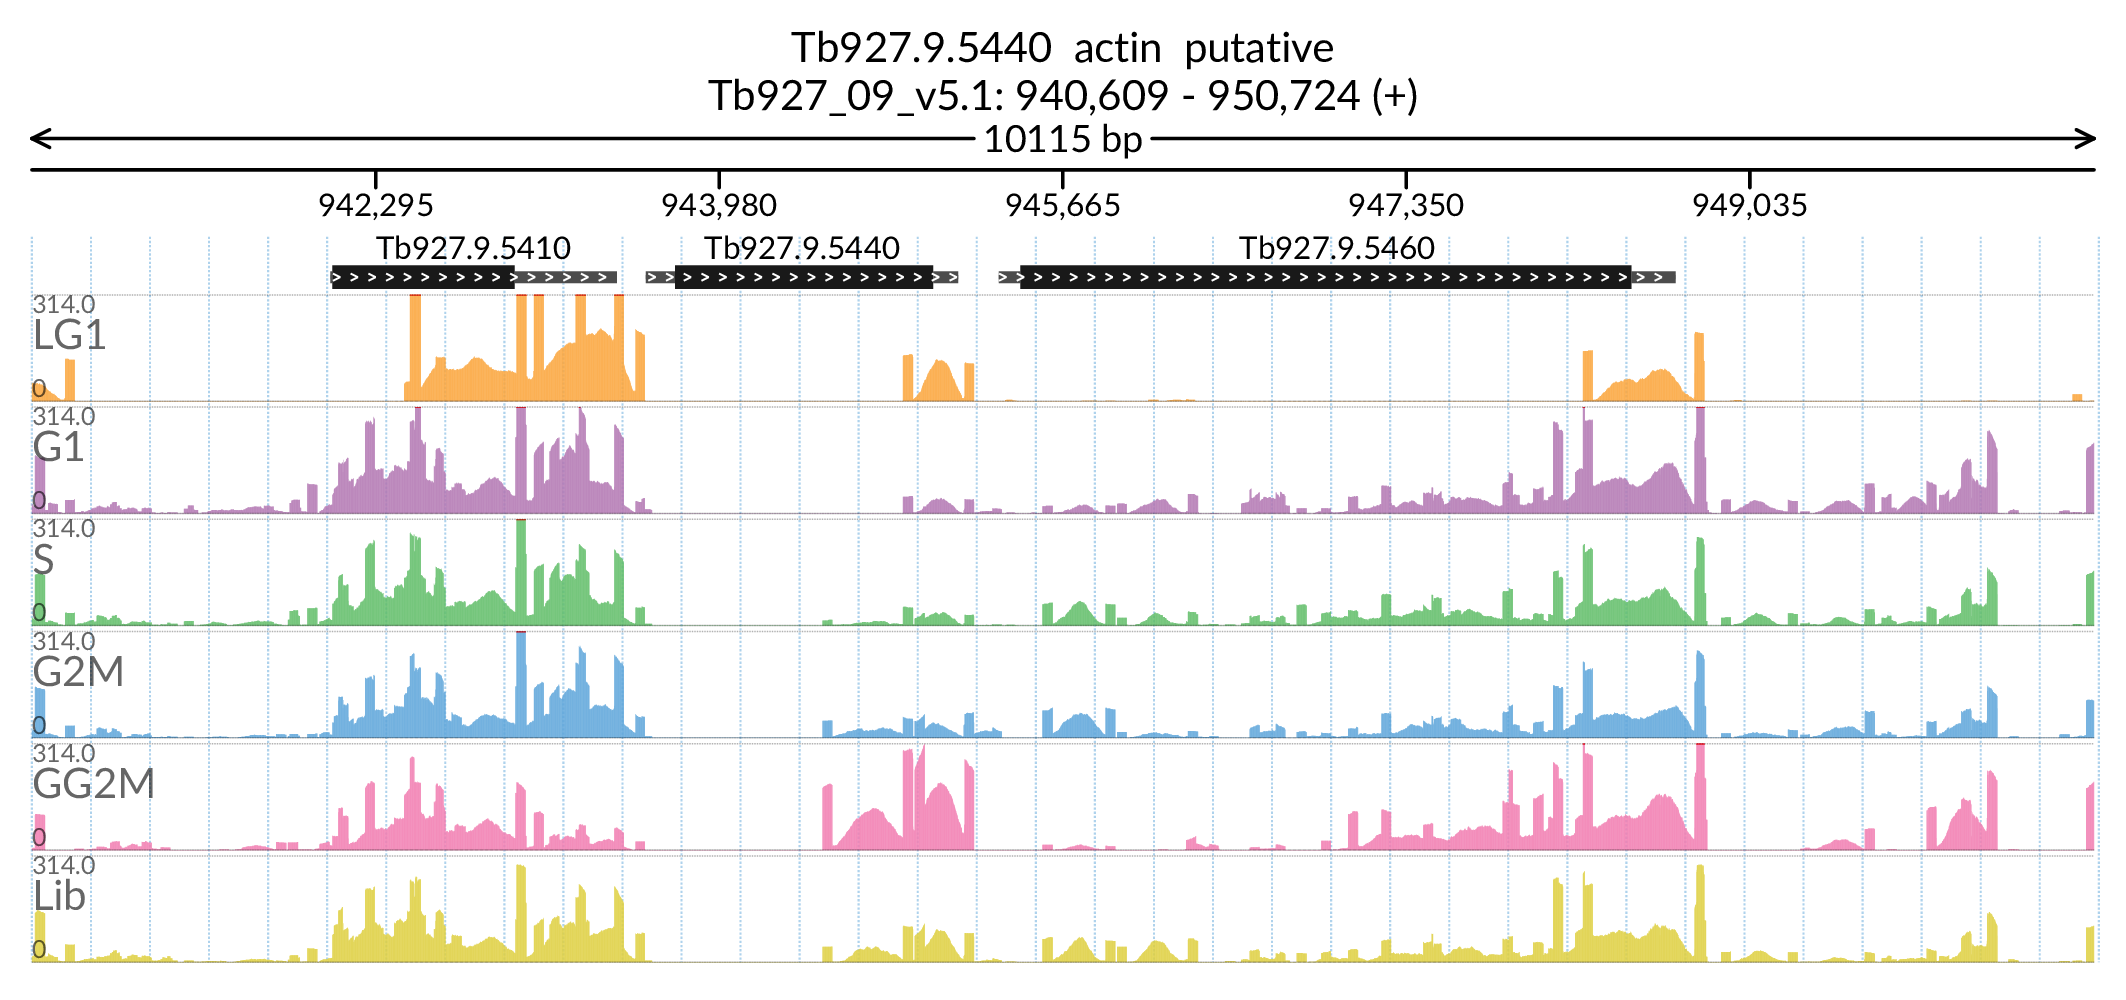 Tb927.9.5440 actin putative
Tb927_09_v5.1: 940,609 - 950,724 (+)
10115 bp
942,295 943,980 945,665 947,350 949,035
Tb927.9.5410 Tb927.9.5440 Tb927.9.5460
314.0
LG1
0
314.0
G1
0
314.0
S
0
314.0
G2M
0
314.0
GG2M
0
314.0
Lib
0